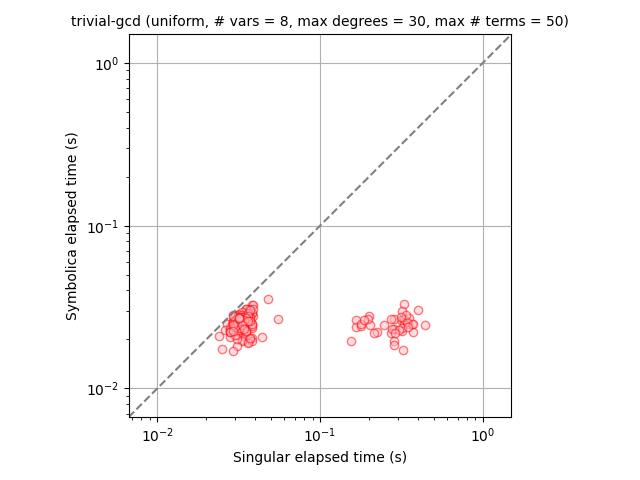 trivial-gcd (uniform, # vars = 8, max degrees = 30, max # terms = 50)
Symbolica elapsed time (s)
10⁰
10⁻¹
10⁻²
10⁻² 10⁻¹ 10⁰
Singular elapsed time (s)